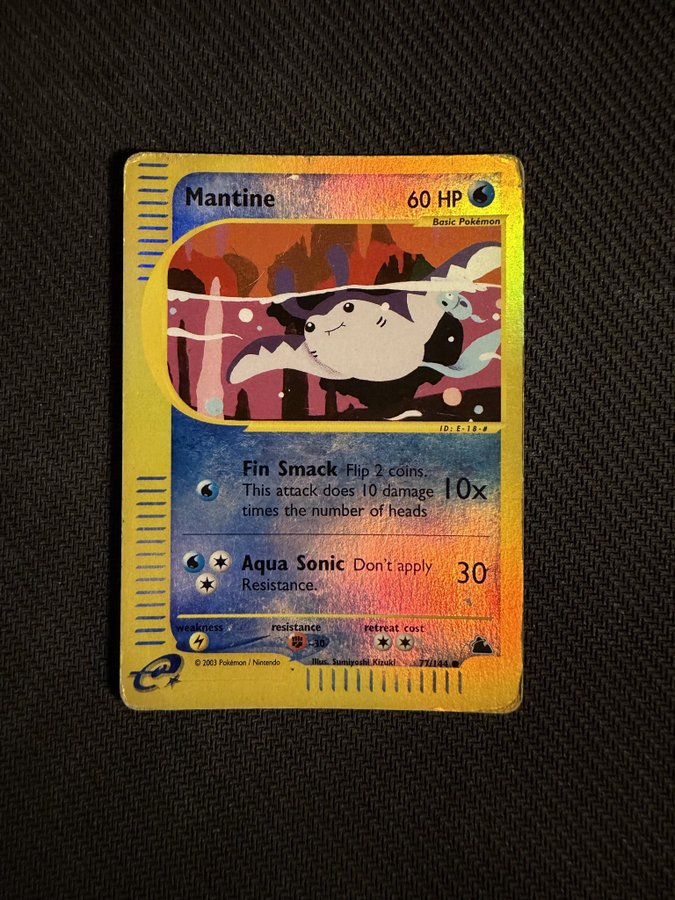 Mantine 60 HP
Basic Pokémon
ID: E-18-#
Fin Smack Flip 2 coins.
This attack does 10 damage 10x
times the number of heads
Aqua Sonic Don't apply 30
Resistance.
weakness resistance retreat cost
-30
© 2003 Pokémon / Nintendo Illus. Sumiyoshi Kizuki 77/144
e